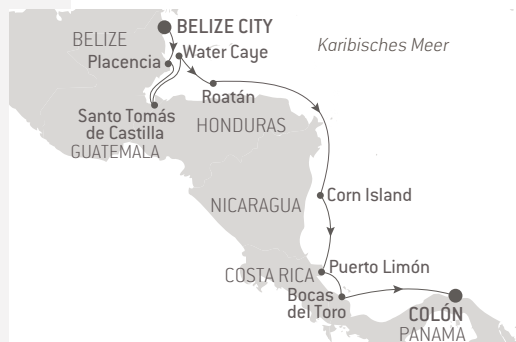 BELIZE CITY
BELIZE
Water Caye
Karibisches Meer
Placencia
Roatán
Santo Tomás
de Castilla
HONDURAS
GUATEMALA
NICARAGUA
Corn Island
COSTA RICA
Puerto Limón
Bocas
del Toro
COLÓN
PANAMA